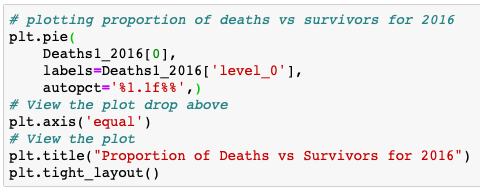 # plotting proportion of Deaths vs survivors for 2016
plt.pie(
    Deaths1_2016[0],
    labels=Deaths1_2016['level_0'],
    autopct='%1.1f%%',)
# View the plot drop above
plt.axis('equal')
# View the plot
plt.title("Proportion of Deaths vs Survivors for 2016")
plt.tight_layout()